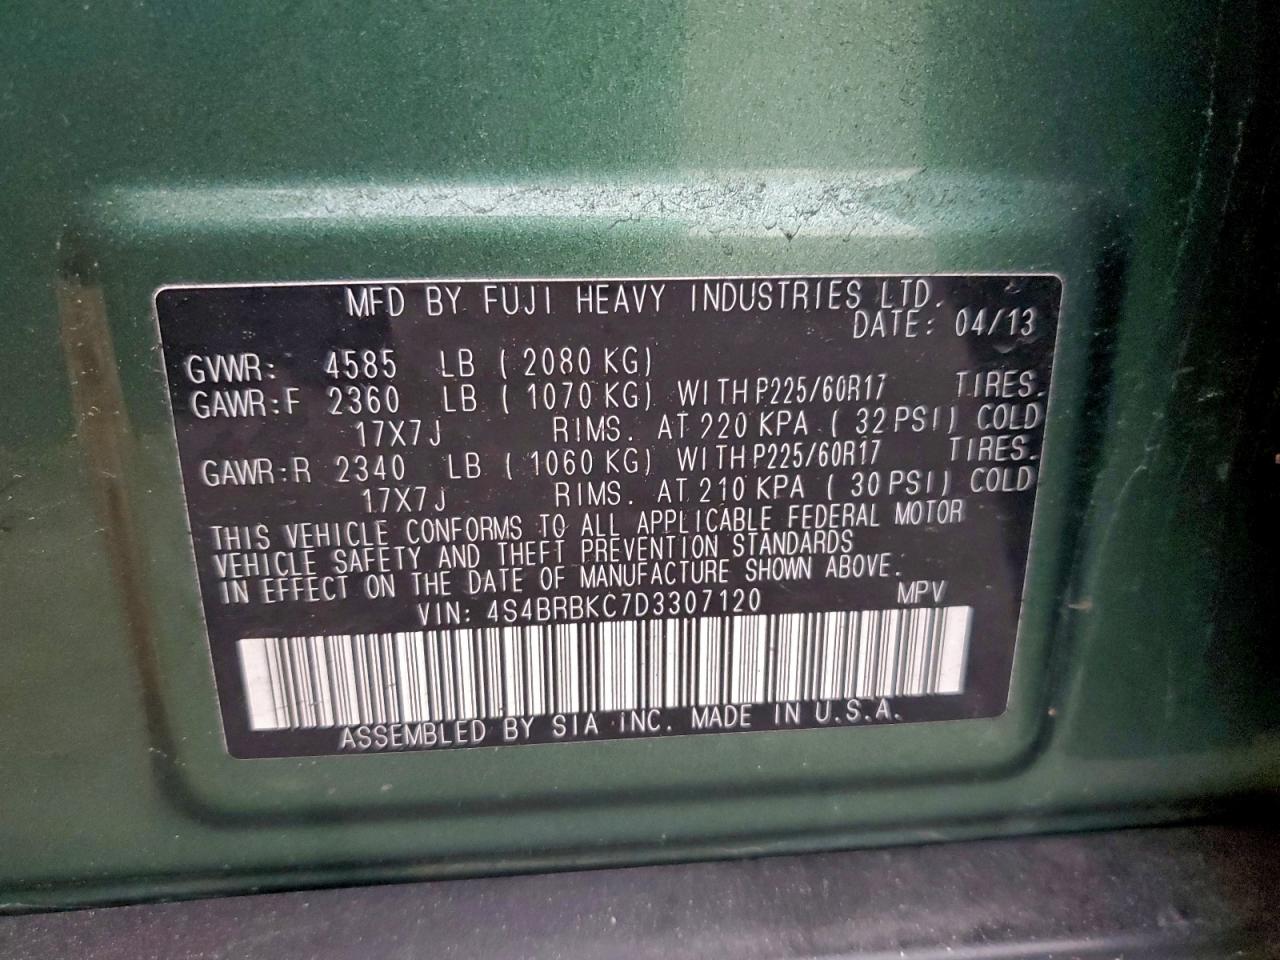 MFD BY FUJI HEAVY INDUSTRIES LTD.
DATE: 04/13
GVWR: 4585 LB ( 2080 KG)
GAWR:F 2360 LB ( 1070 KG) WITH P225/60R17 TIRES.
17X7J RIMS. AT 220 KPA ( 32 PSI) COLD
GAWR:R 2340 LB ( 1060 KG) WITH P225/60R17 TIRES.
17X7J RIMS. AT 210 KPA ( 30 PSI) COLD
THIS VEHICLE CONFORMS TO ALL APPLICABLE FEDERAL MOTOR
VEHICLE SAFETY AND THEFT PREVENTION STANDARDS
IN EFFECT ON THE DATE OF MANUFACTURE SHOWN ABOVE.
VIN: 4S4BRBKC7D3307120 MPV
ASSEMBLED BY SIA INC. MADE IN U.S.A.